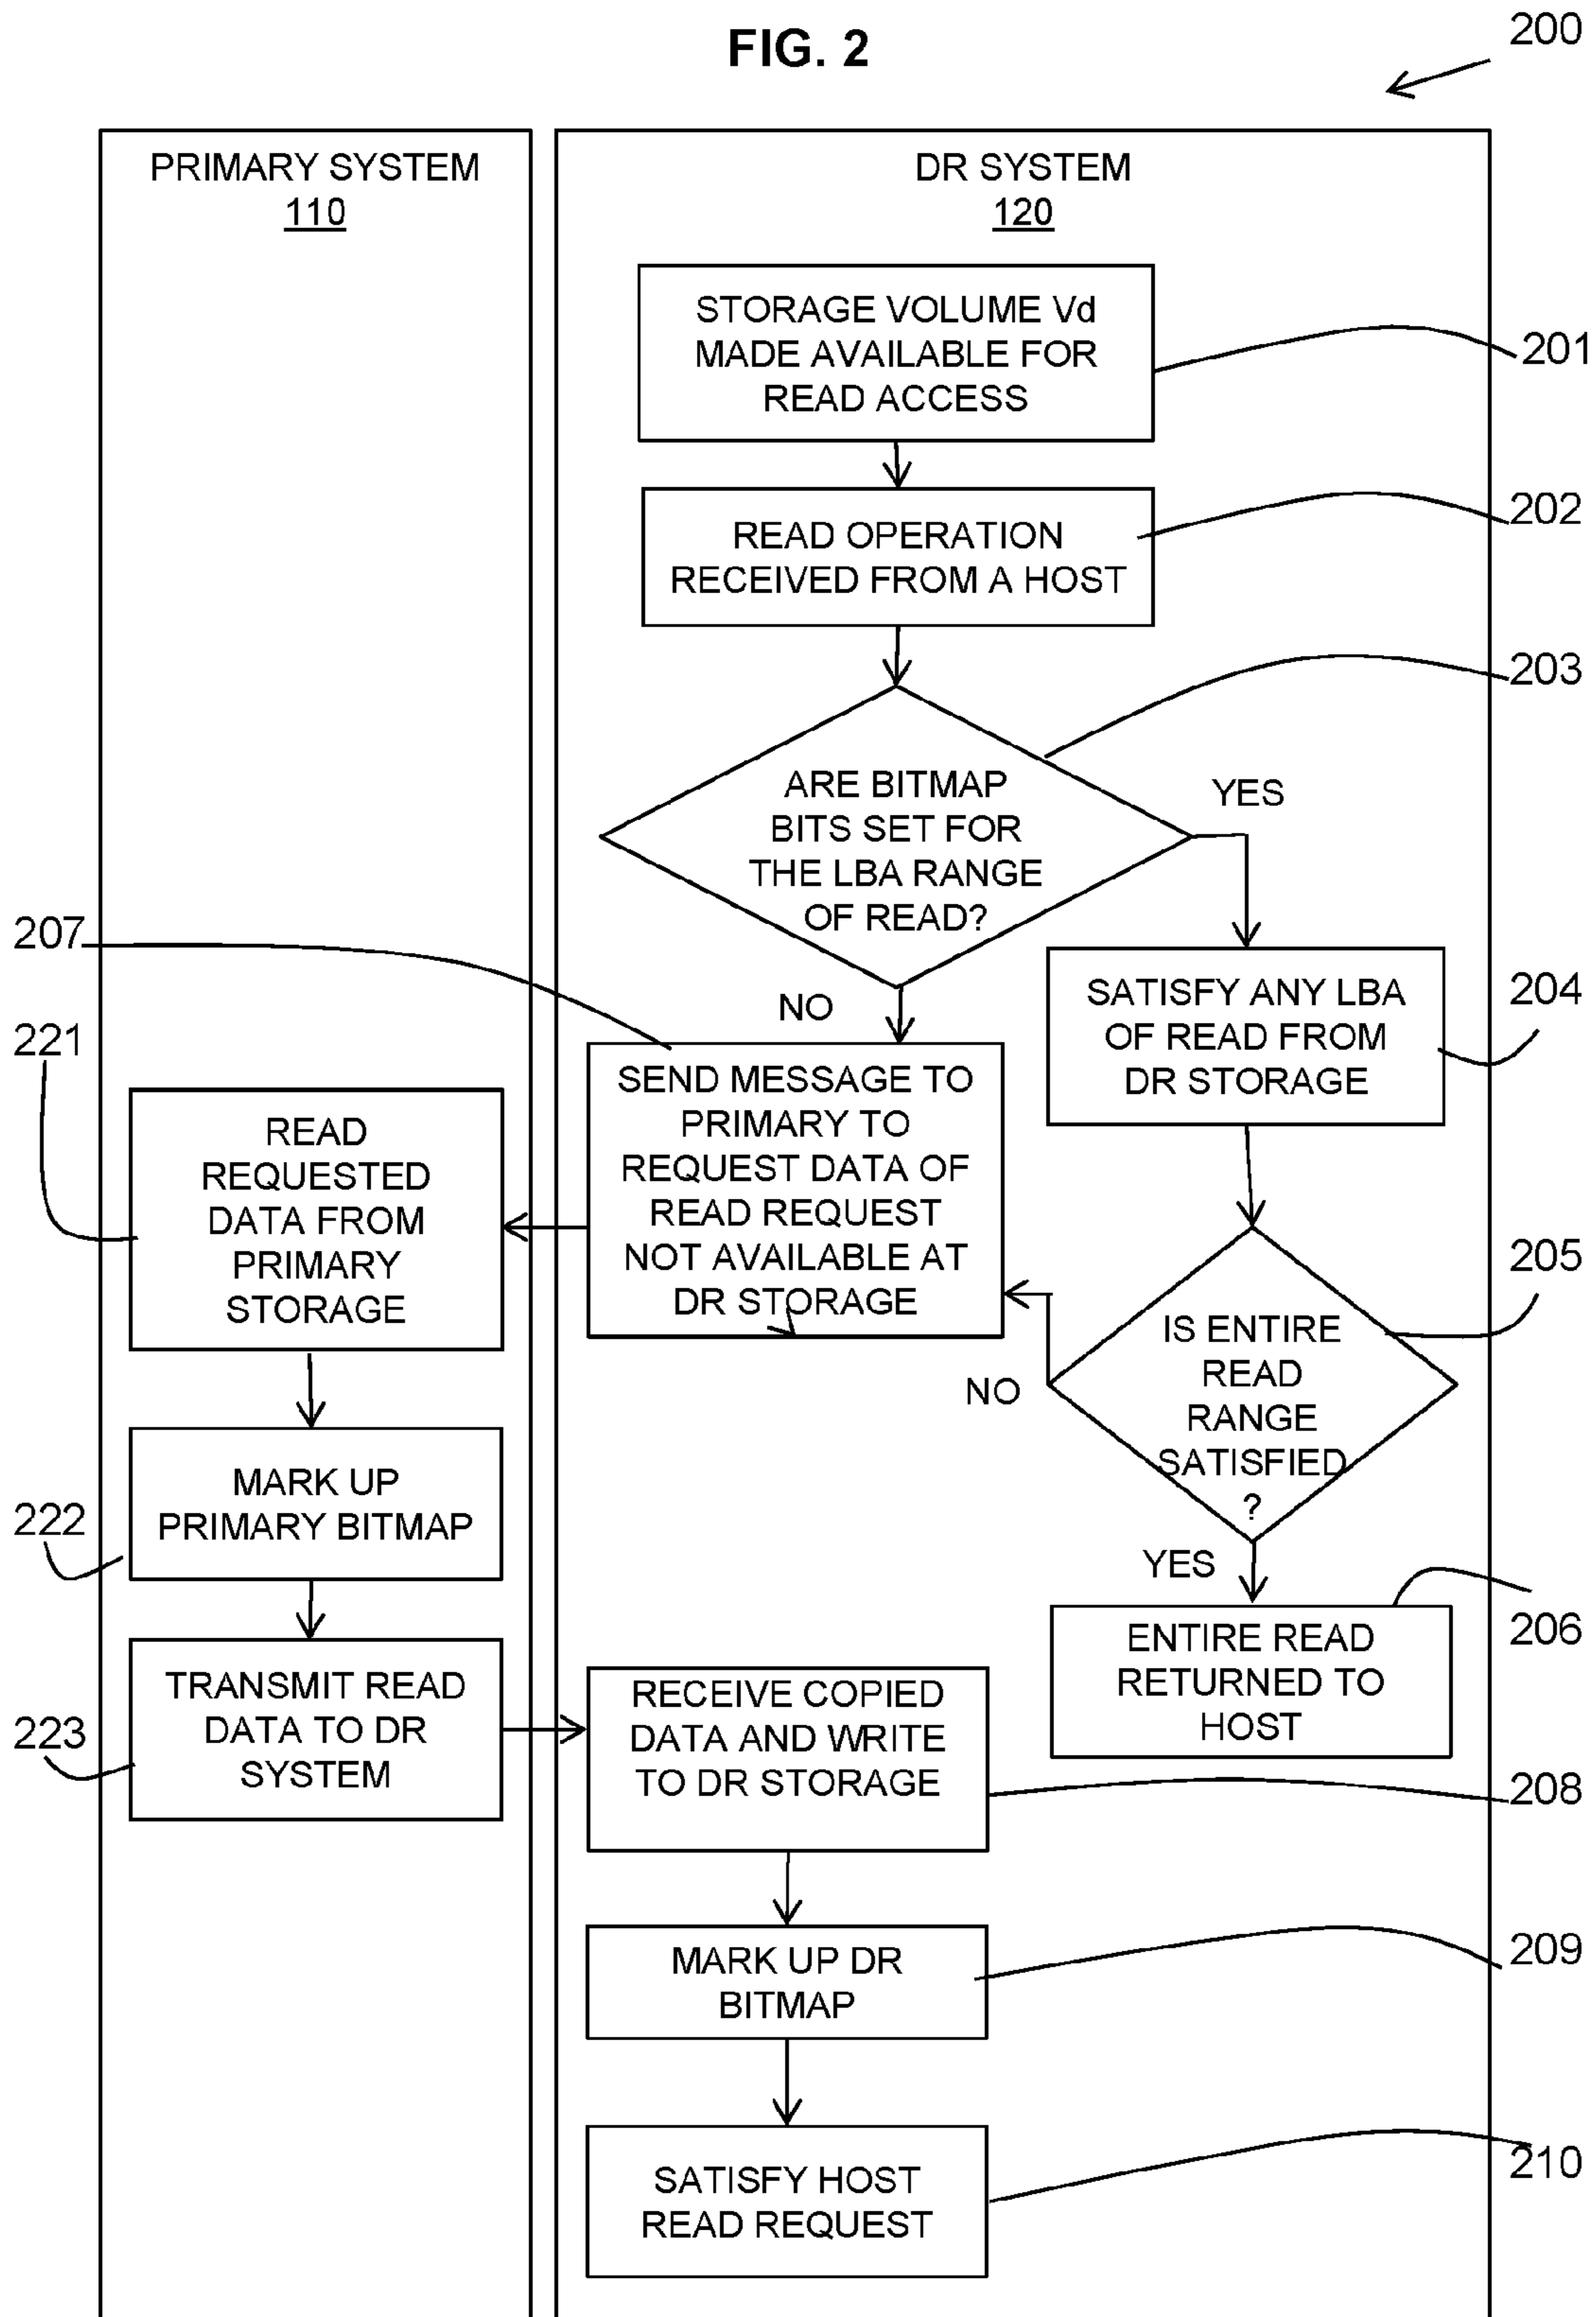 FIG. 2
200
PRIMARY SYSTEM
110
DR SYSTEM
120
STORAGE VOLUME Vd
MADE AVAILABLE FOR
READ ACCESS
201
READ OPERATION
RECEIVED FROM A HOST
202
203
ARE BITMAP
BITS SET FOR
THE LBA RANGE
OF READ?
YES
NO
207
SATISFY ANY LBA
OF READ FROM
DR STORAGE
204
SEND MESSAGE TO
PRIMARY TO
REQUEST DATA OF
READ REQUEST
NOT AVAILABLE AT
DR STORAGE
221
READ
REQUESTED
DATA FROM
PRIMARY
STORAGE
205
IS ENTIRE
READ
RANGE
SATISFIED
?
NO
YES
222
MARK UP
PRIMARY BITMAP
206
ENTIRE READ
RETURNED TO
HOST
223
TRANSMIT READ
DATA TO DR
SYSTEM
RECEIVE COPIED
DATA AND WRITE
TO DR STORAGE
208
MARK UP DR
BITMAP
209
SATISFY HOST
READ REQUEST
210